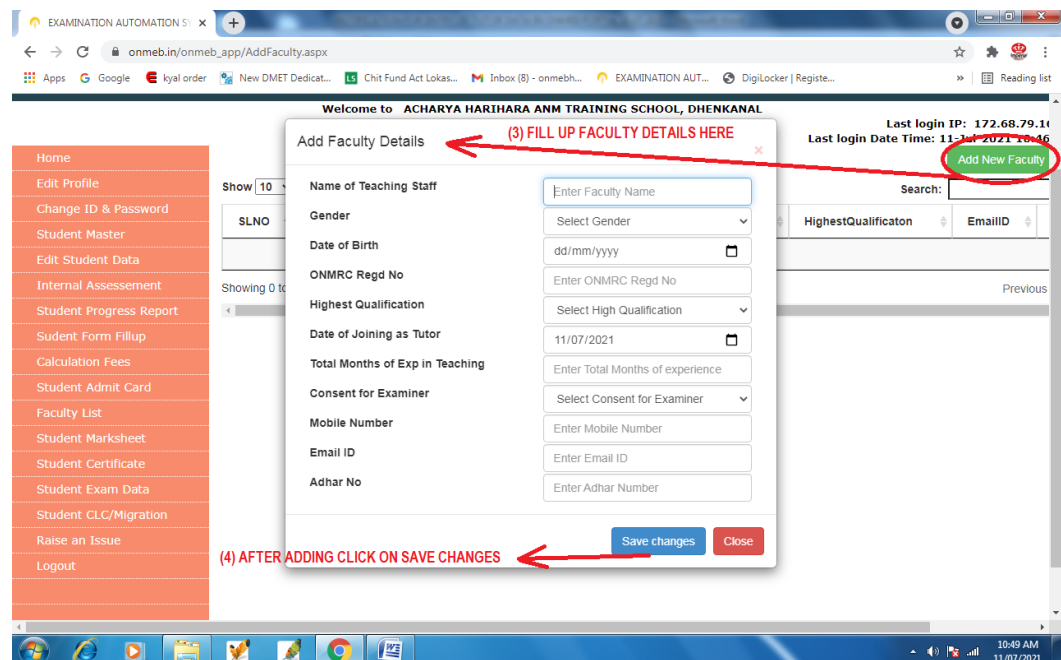 EXAMINATION AUTOMATION SY
onmeb.in/onmeb_app/AddFaculty.aspx
Apps Google kyal order New DMET Dedicat... Chit Fund Act Lokas... Inbox (8) - onmebh... EXAMINATION AUT... DigiLocker | Registe... » Reading list
Welcome to ACHARYA HARIHARA ANM TRAINING SCHOOL, DHENKANAL
Last login IP: 172.68.79.1
Last login Date Time: 11-Jul-2021 10:46
Add New Faculty
Home
Edit Profile
Change ID & Password
Student Master
Edit Student Data
Internal Assessement
Student Progress Report
Sudent Form Fillup
Calculation Fees
Student Admit Card
Faculty List
Student Marksheet
Student Certificate
Student Exam Data
Student CLC/Migration
Raise an Issue
Logout
Show 10
Search:
SLNO HighestQualificaton EmailID
Showing 0 to
Previous
Add Faculty Details
(3) FILL UP FACULTY DETAILS HERE
×
Name of Teaching Staff Enter Faculty Name
Gender Select Gender
Date of Birth dd/mm/yyyy
ONMRC Regd No Enter ONMRC Regd No
Highest Qualification Select High Qualification
Date of Joining as Tutor 11/07/2021
Total Months of Exp in Teaching Enter Total Months of experience
Consent for Examiner Select Consent for Examiner
Mobile Number Enter Mobile Number
Email ID Enter Email ID
Adhar No Enter Adhar Number
Save changes Close
(4) AFTER ADDING CLICK ON SAVE CHANGES
10:49 AM
11/07/2021